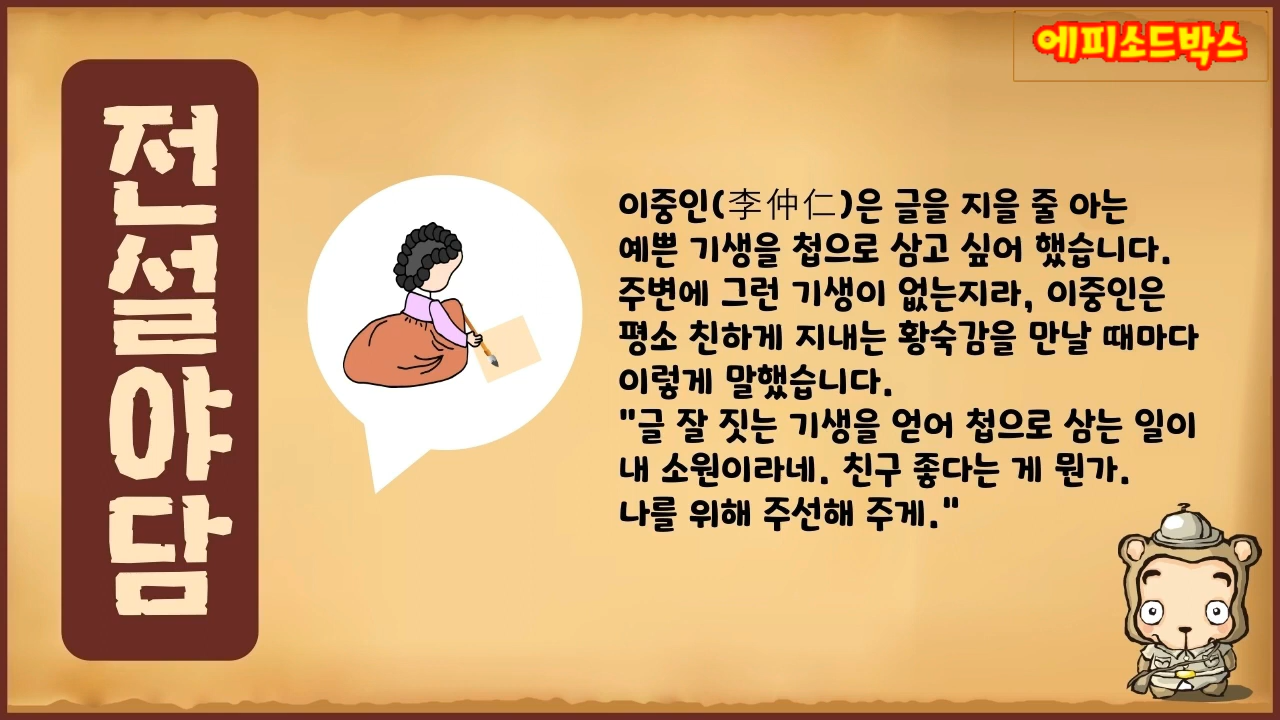 에피소드박스
전설야담
이중인(李仲仁)은 글을 지을 줄 아는
예쁜 기생을 첩으로 삼고 싶어 했습니다.
주변에 그런 기생이 없는지라, 이중인은
평소 친하게 지내는 황숙감을 만날 때마다
이렇게 말했습니다.
"글 잘 짓는 기생을 얻어 첩으로 삼는 일이
내 소원이라네. 친구 좋다는 게 뭔가.
나를 위해 주선해 주게."